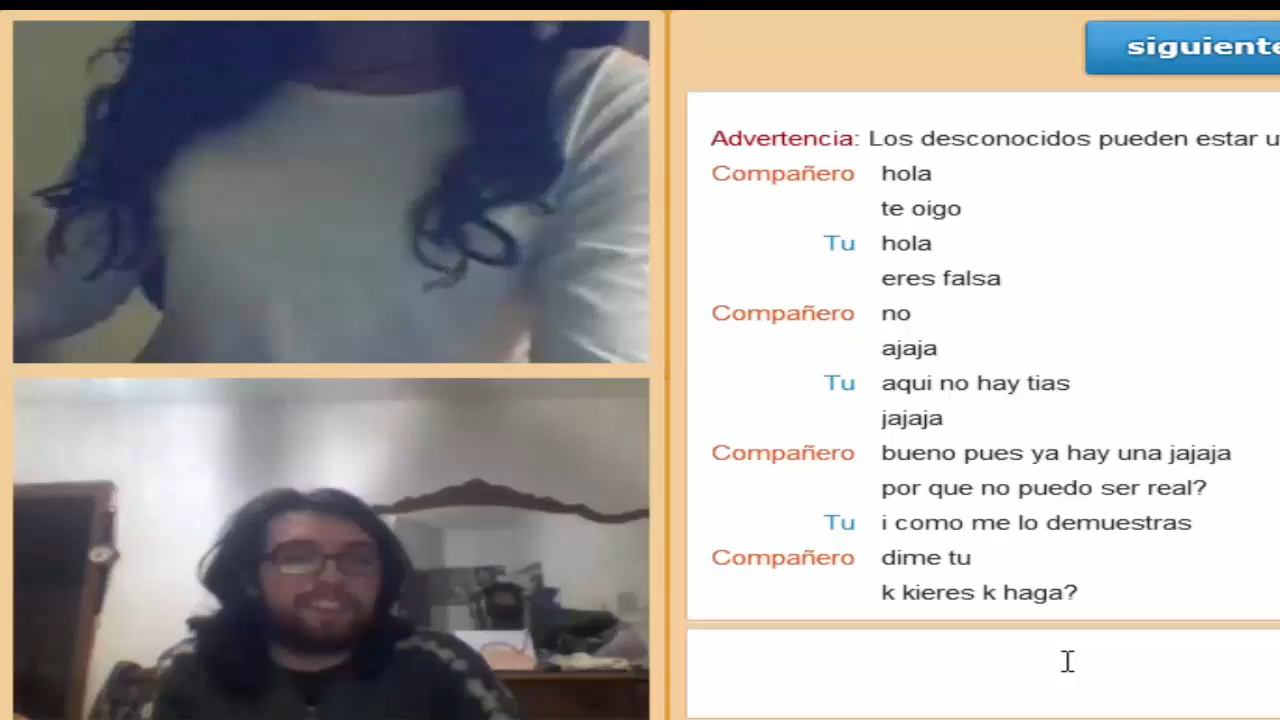 siguiente
Advertencia: Los desconocidos pueden estar u
Compañero hola
te oigo
Tu hola
eres falsa
Compañero no
ajaja
Tu aqui no hay tias
jajaja
Compañero bueno pues ya hay una jajaja
por que no puedo ser real?
Tu i como me lo demuestras
Compañero dime tu
k kieres k haga?